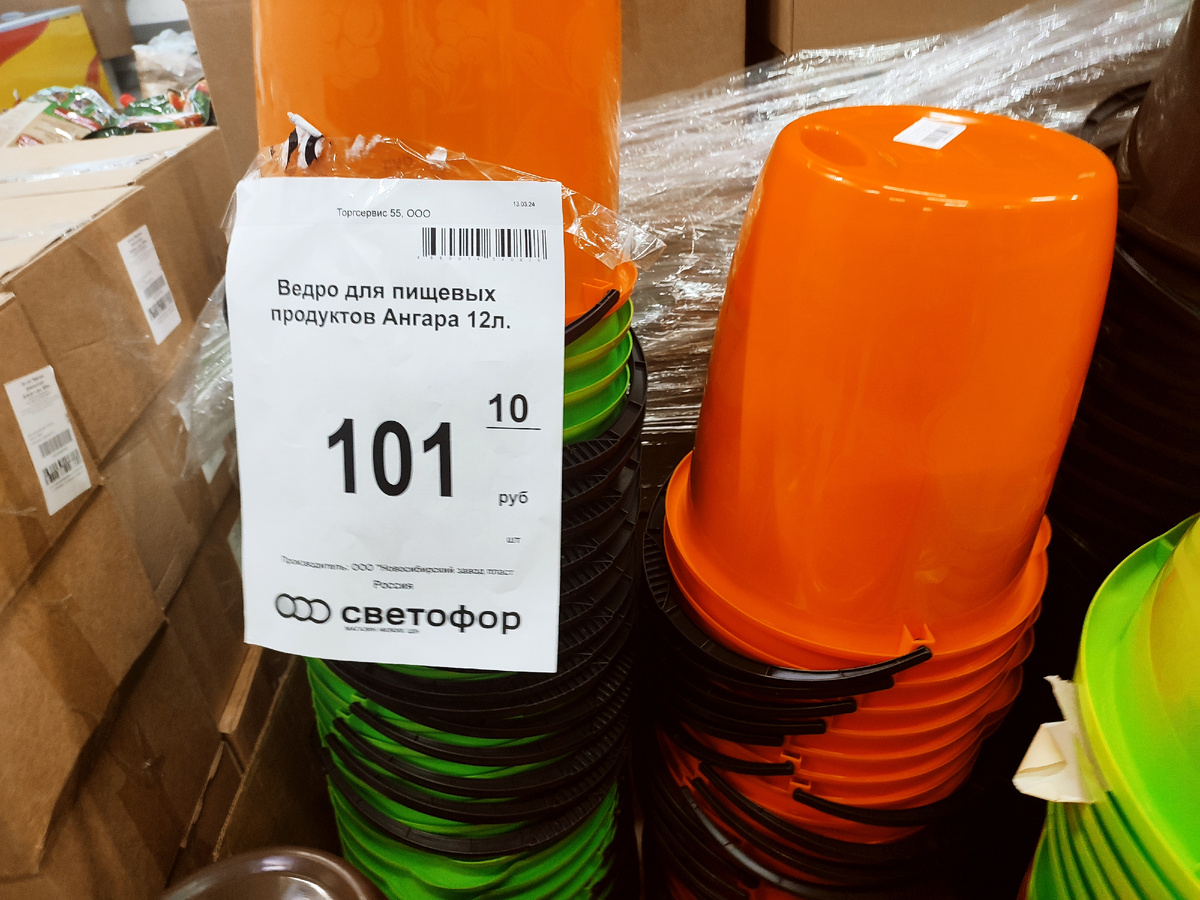 Торгсервис 55, ООО
13.03.24
Ведро для пищевых
продуктов Ангара 12л.
101
10
руб
шт
Производитель: ООО "Новосибирский завод пласт
Россия
светофор